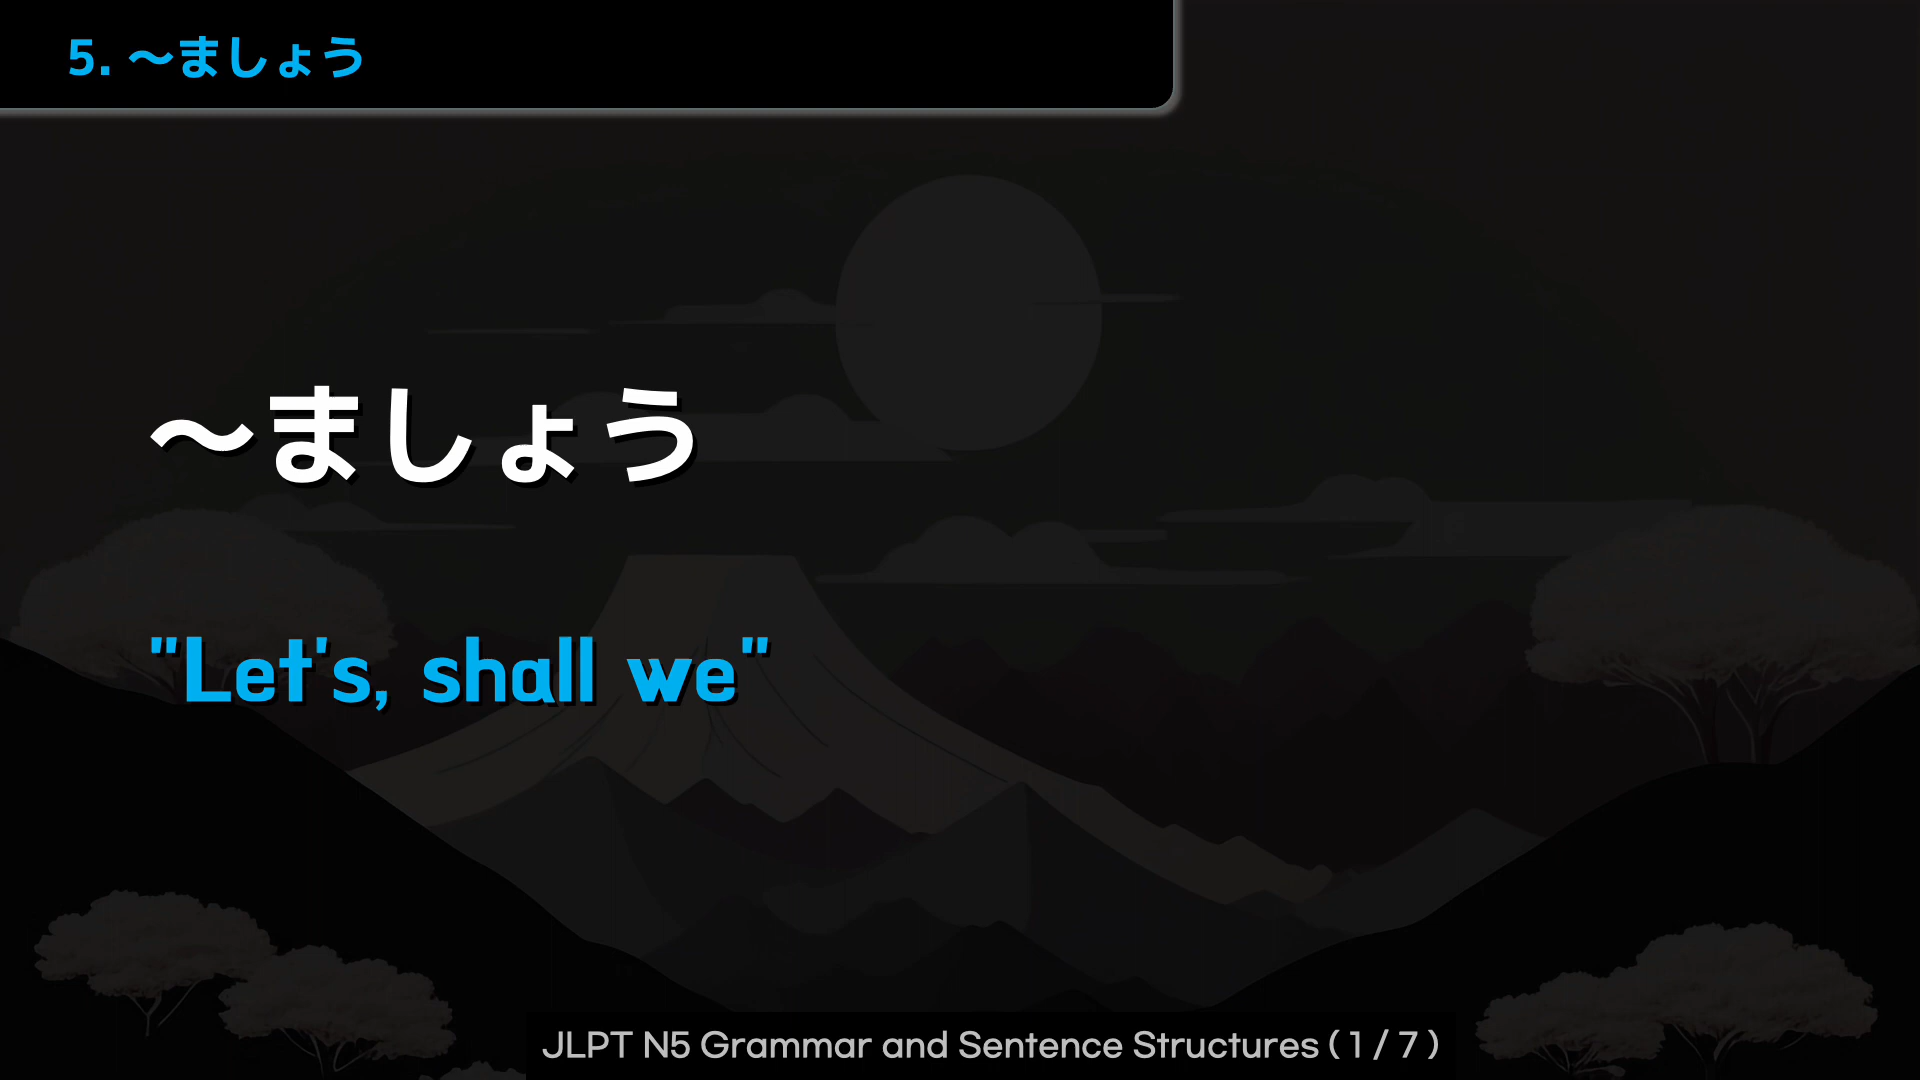 5. ～ましょう
～ましょう
"Let's, shall we"
JLPT N5 Grammar and Sentence Structures ( 1 / 7 )